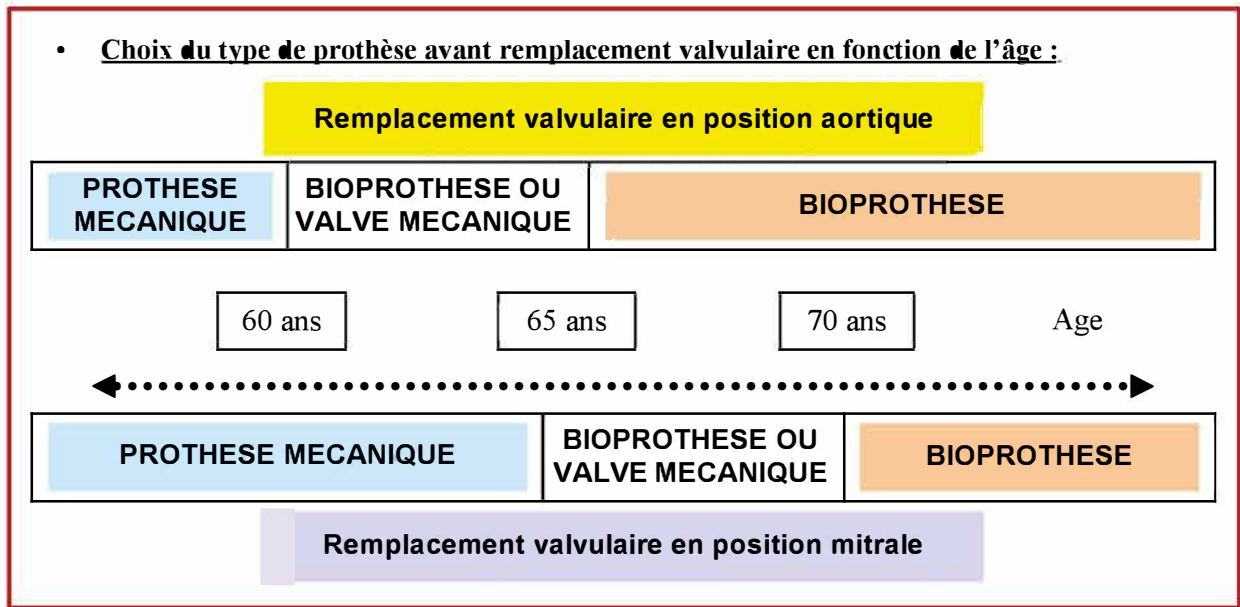 • Choix du type de prothèse avant remplacement valvulaire en fonction de l'âge :
Remplacement valvulaire en position aortique
PROTHESE MECANIQUE
BIOPROTHESE OU VALVE MECANIQUE
BIOPROTHESE
60 ans
65 ans
70 ans
Age
PROTHESE MECANIQUE
BIOPROTHESE OU VALVE MECANIQUE
BIOPROTHESE
Remplacement valvulaire en position mitrale